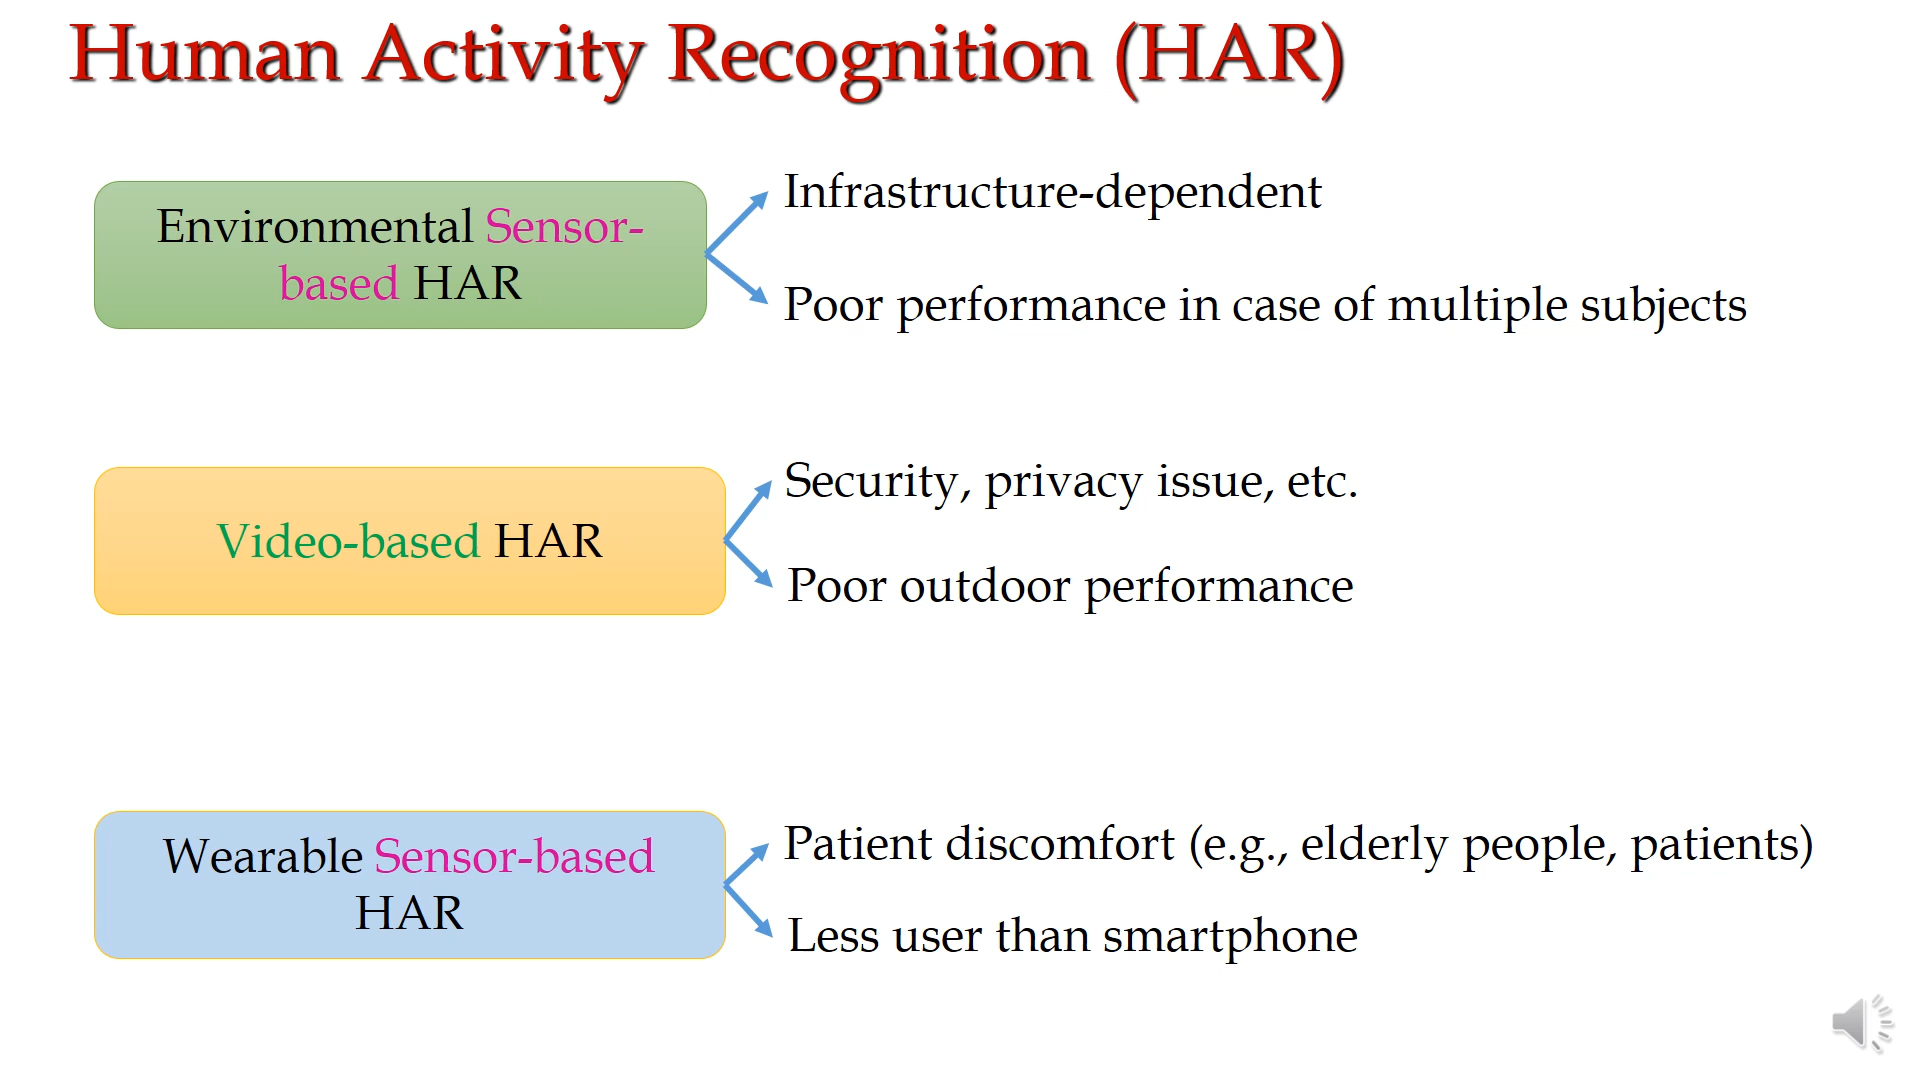 Human Activity Recognition (HAR)
Environmental Sensor-
based HAR
Infrastructure-dependent
Poor performance in case of multiple subjects
Video-based HAR
Security, privacy issue, etc.
Poor outdoor performance
Wearable Sensor-based
HAR
Patient discomfort (e.g., elderly people, patients)
Less user than smartphone